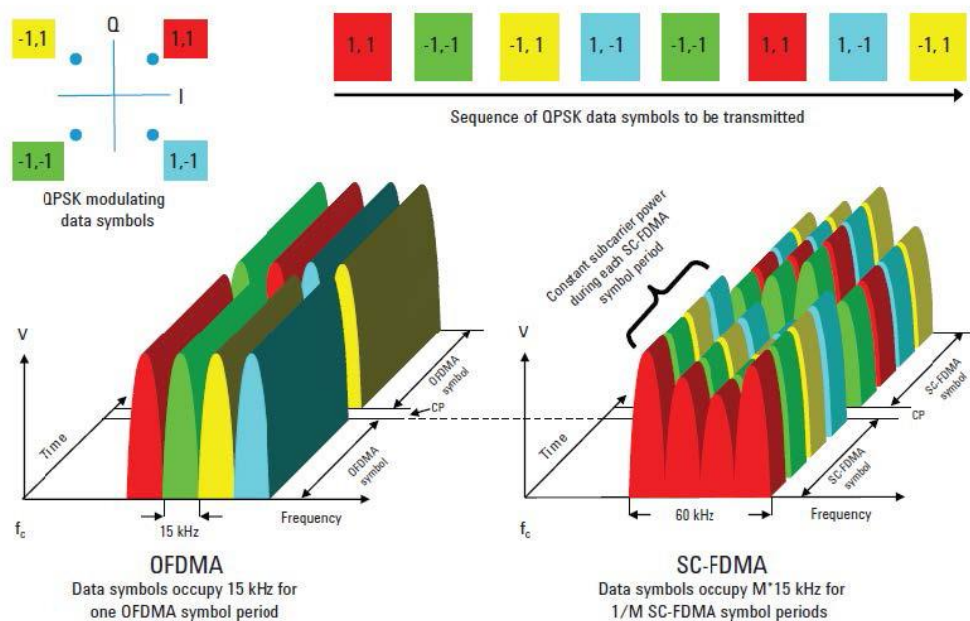 -1,1
Q
1,1
I
-1,-1
1,-1
QPSK modulating
data symbols
1, 1
-1,-1
-1, 1
1, -1
-1,-1
1, 1
1, -1
-1, 1
Sequence of QPSK data symbols to be transmitted
V
Time
OFDMA
symbol
CP
OFDMA
symbol
fc
15 kHz
Frequency
OFDMA
Data symbols occupy 15 kHz for
one OFDMA symbol period
Constant subcarrier power
during each SC-FDMA
symbol period
V
Time
SC-FDMA
symbol
CP
SC-FDMA
symbol
fc
60 kHz
Frequency
SC-FDMA
Data symbols occupy M*15 kHz for
1/M SC-FDMA symbol periods